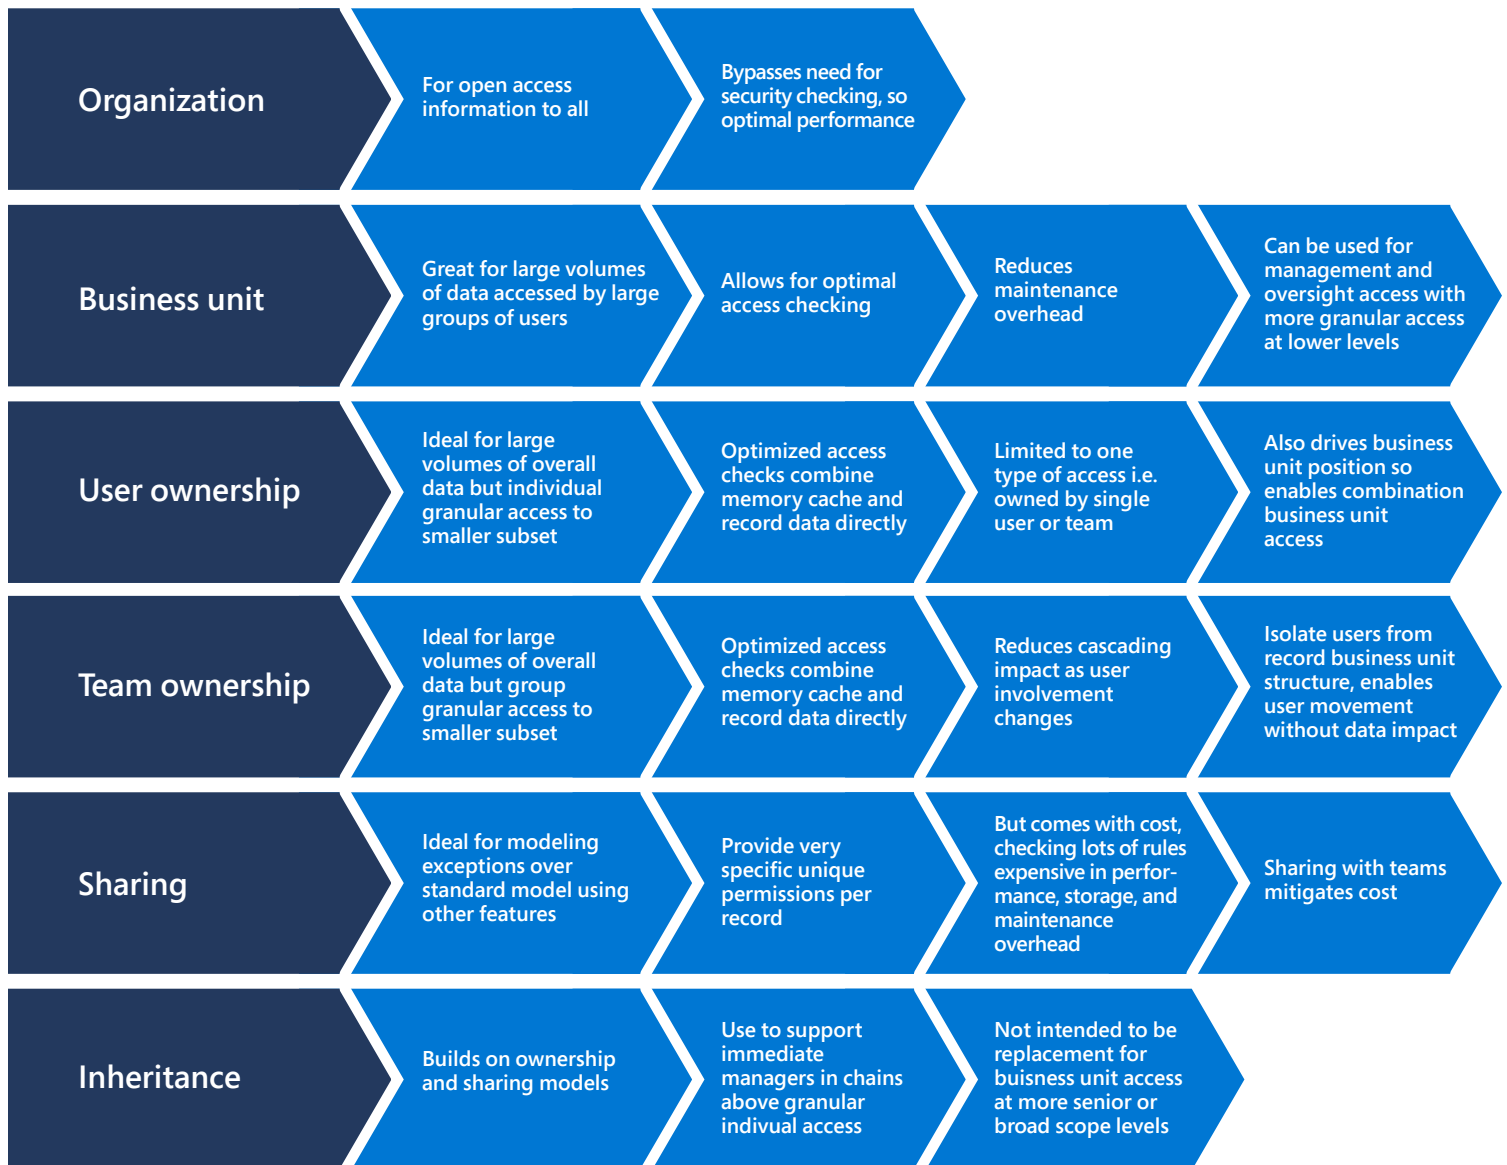 Organization
For open access
information to all
Bypasses need for
security checking, so
optimal performance
Business unit
Great for large volumes
of data accessed by large
groups of users
Allows for optimal
access checking
Reduces
maintenance
overhead
Can be used for
management and
oversight access with
more granular access
at lower levels
User ownership
Ideal for large
volumes of overall
data but individual
granular access to
smaller subset
Optimized access
checks combine
memory cache and
record data directly
Limited to one
type of access i.e.
owned by single
user or team
Also drives business
unit position so
enables combination
business unit
access
Team ownership
Ideal for large
volumes of overall
data but group
granular access to
smaller subset
Optimized access
checks combine
memory cache and
record data directly
Reduces cascading
impact as user
involvement
changes
Isolate users from
record business unit
structure, enables
user movement
without data impact
Sharing
Ideal for modeling
exceptions over
standard model using
other features
Provide very
specific unique
permissions per
record
But comes with cost,
checking lots of rules
expensive in perfor-
mance, storage, and
maintenance
overhead
Sharing with teams
mitigates cost
Inheritance
Builds on ownership
and sharing models
Use to support
immediate
managers in chains
above granular
indivual access
Not intended to be
replacement for
buisness unit access
at more senior or
broad scope levels